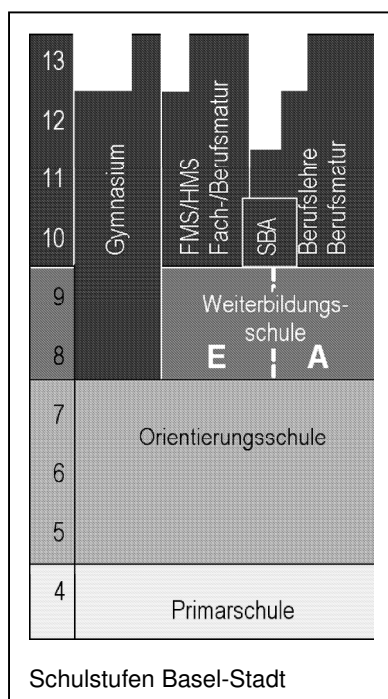 13
12
11
10
9
8
7
6
5
4
Gymnasium
FMS/HMS
Fach-/Berufsmatur
SBA
Berufslehre
Berufsmatur
Weiterbildungs-
schule
E A
Orientierungsschule
Primarschule
Schulstufen Basel-Stadt